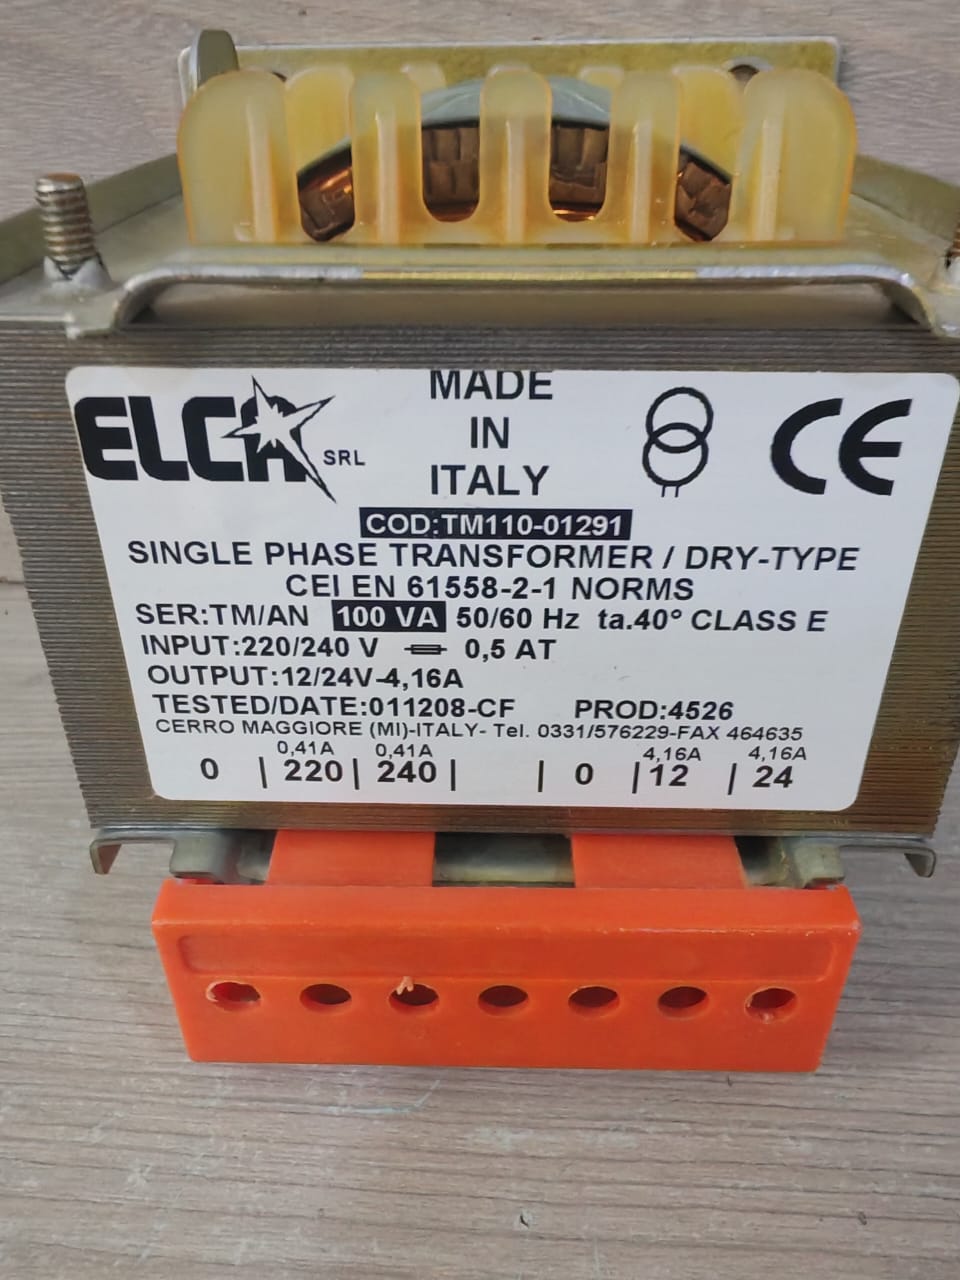 ELCA SRL
MADE
IN
ITALY
CE
COD:TM110-01291
SINGLE PHASE TRANSFORMER / DRY-TYPE
CEI EN 61558-2-1 NORMS
SER:TM/AN 100 VA 50/60 Hz ta.40° CLASS E
INPUT:220/240 V 0,5 AT
OUTPUT:12/24V-4,16A
TESTED/DATE:011208-CF PROD:4526
CERRO MAGGIORE (MI)-ITALY- Tel. 0331/576229-FAX 464635
0,41A 0,41A 4,16A 4,16A
0 | 220 | 240 | | 0 | 12 | 24